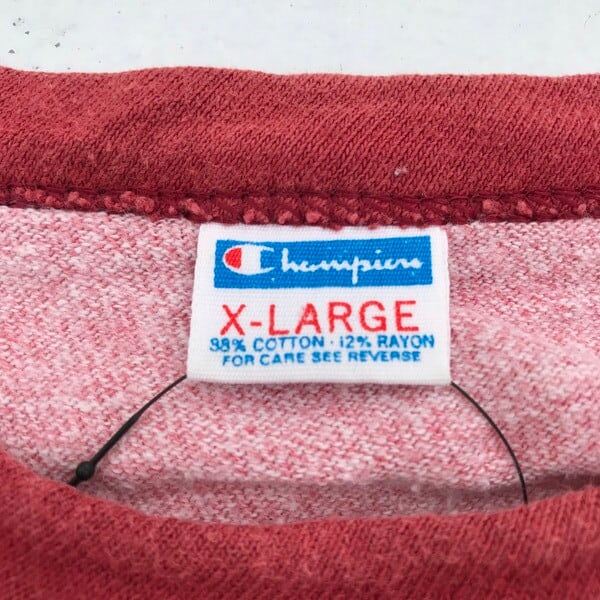 Champion
X-LARGE
88% COTTON · 12% RAYON
FOR CARE SEE REVERSE